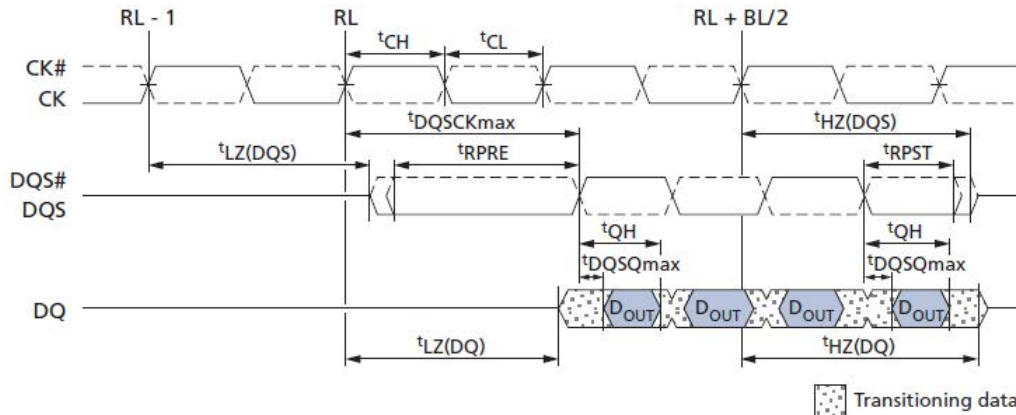 RL - 1 RL RL + BL/2
tCH tCL
CK#
CK
tDQSCKmax tHZ(DQS)
tLZ(DQS) tRPRE tRPST
DQS#
DQS
tQH tQH
tDQSQmax tDQSQmax
DQ DOUT DOUT DOUT DOUT
tLZ(DQ) tHZ(DQ)
Transitioning data